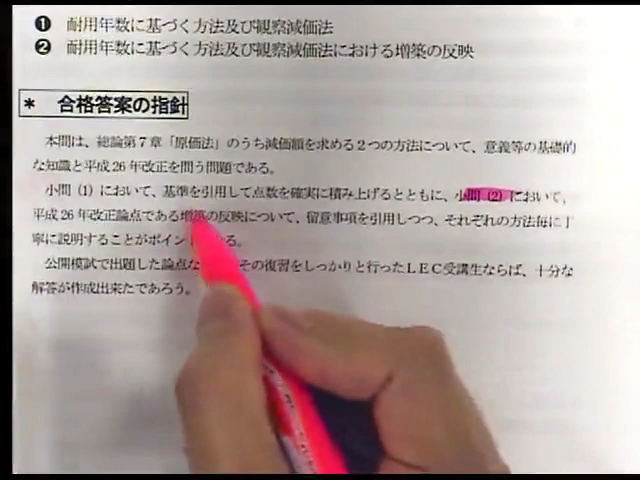 ❶ 耐用年数に基づく方法及び観察減価法
❷ 耐用年数に基づく方法及び観察減価法における増築の反映
* 合格答案の指針
本問は、総論第7章「原価法」のうち減価額を求める2つの方法について、意義等の基礎的
な知識と平成26年改正を問う問題である。
小問(1)において、基準を引用して点数を確実に積み上げるとともに、小問(2)において、
平成26年改正論点である増築の反映について、留意事項を引用しつつ、それぞれの方法毎に丁
寧に説明することがポイン る。
公開模試で出題した論点な その復習をしっかりと行ったLEC受講生ならば、十分な
解答が作成出来たであろう。